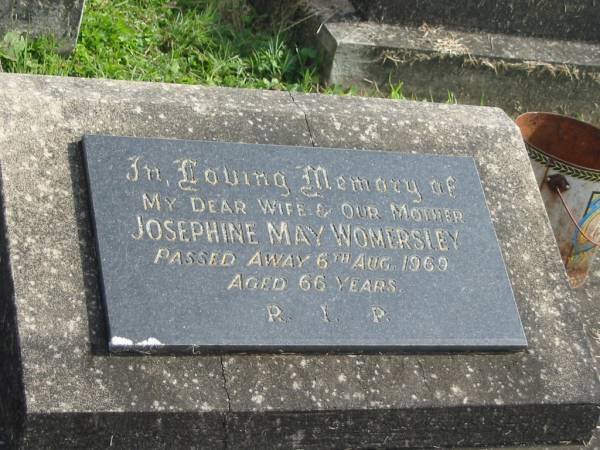 In Loving Memory of
MY DEAR WIFE & OUR MOTHER
JOSEPHINE MAY WOMERSLEY
PASSED AWAY 6TH AUG. 1969
AGED 66 YEARS.
R. I. P.